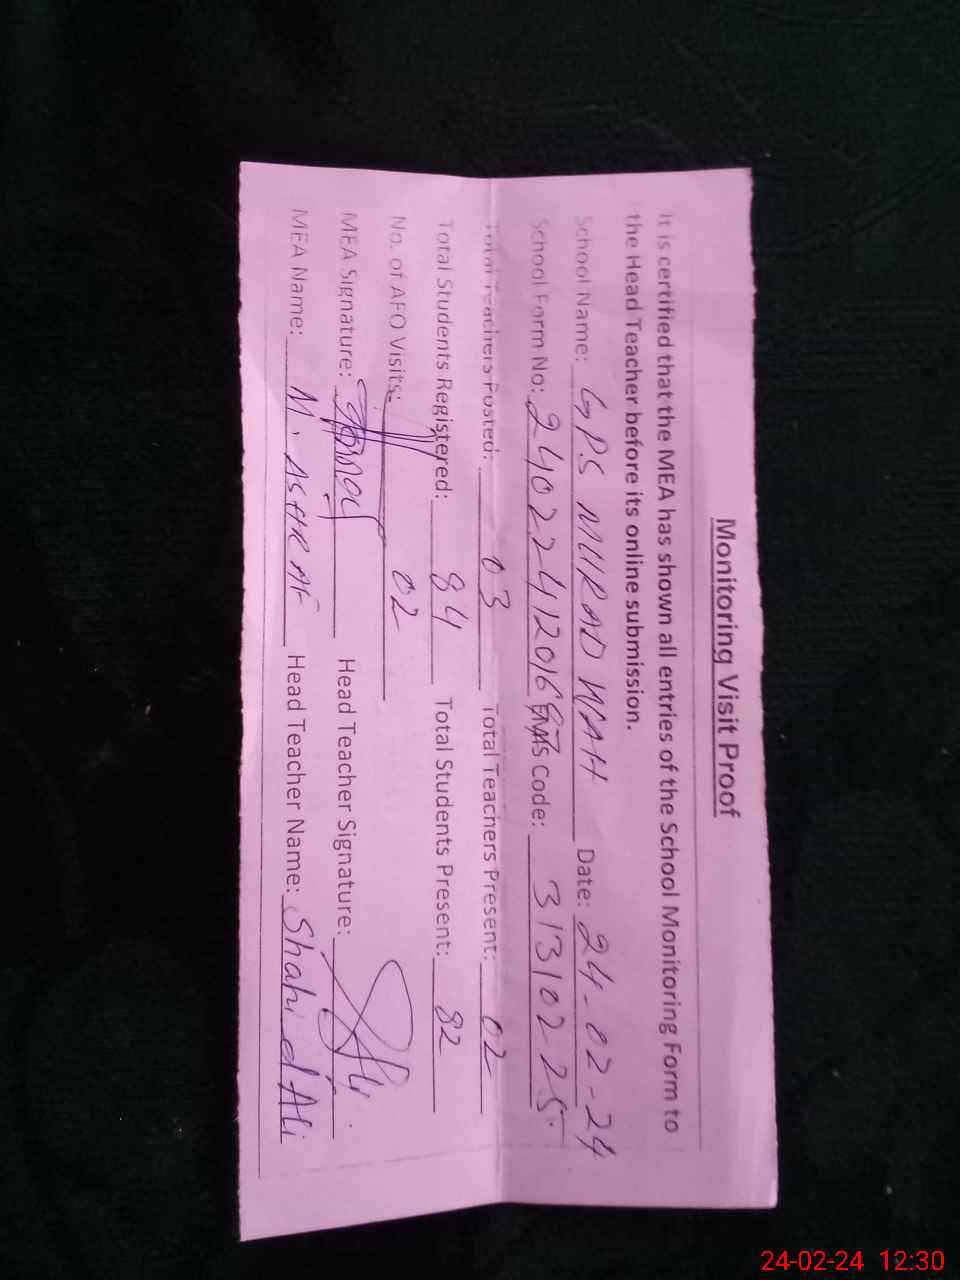 Monitoring Visit Proof
It is certified that the MEA has shown all entries of the School Monitoring Form to
the Head Teacher before its online submission.
School Name: GPS MURAD WAH Date: 24-02-24
School Form No: EMIS Code: 31310225
Total Teachers Posted: 03 Total Teachers Present: 02
Total Students Registered: 84 Total Students Present: 82
No. of AEO Visits: 02
MEA Signature: Head Teacher Signature:
MEA Name: M. ASHRAF Head Teacher Name: Shahid Ali
24-02-24 12:30